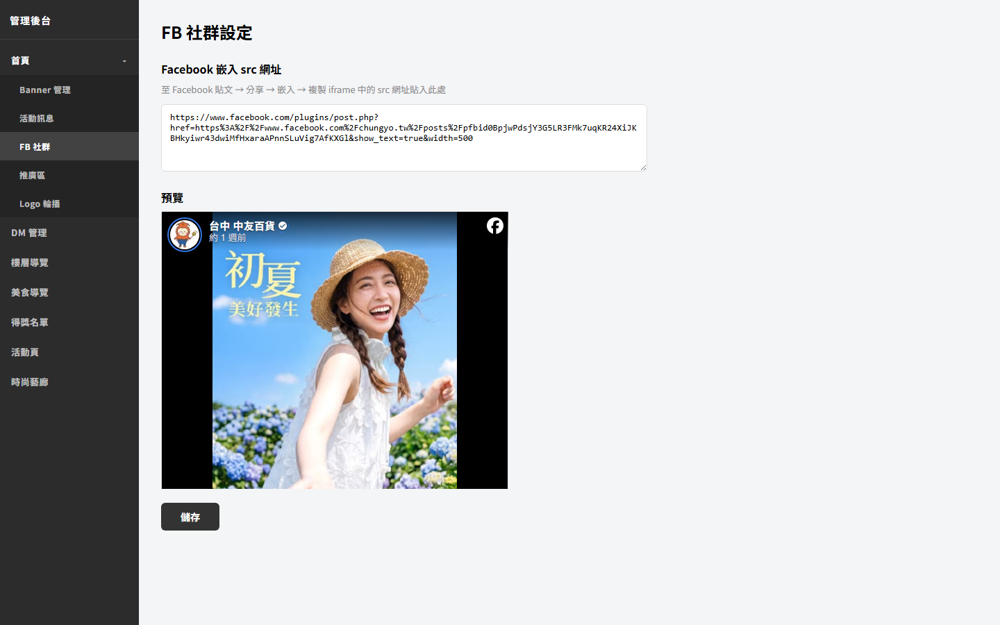 管理後台
首頁
Banner 管理
活動訊息
FB 社群
推廣區
Logo 輪播
DM 管理
樓層導覽
美食導覽
得獎名單
活動頁
時尚藝廊
FB 社群設定
Facebook 嵌入 src 網址
至 Facebook 貼文 → 分享 → 嵌入 → 複製 iframe 中的 src 網址貼入此處
https://www.facebook.com/plugins/post.php?
href=https%3A%2F%2Fwww.facebook.com%2Fchungyo.tw%2Fposts%2Fpfbid0BpjwPdsjY3G5LR3FMk7uqKR24XiJK
BHkyiwr43dwiMfHxaraAPnnSLuVig7AfKXGl&show_text=true&width=500
預覽
台中 中友百貨
約 1 週前
初夏
美好發生
儲存